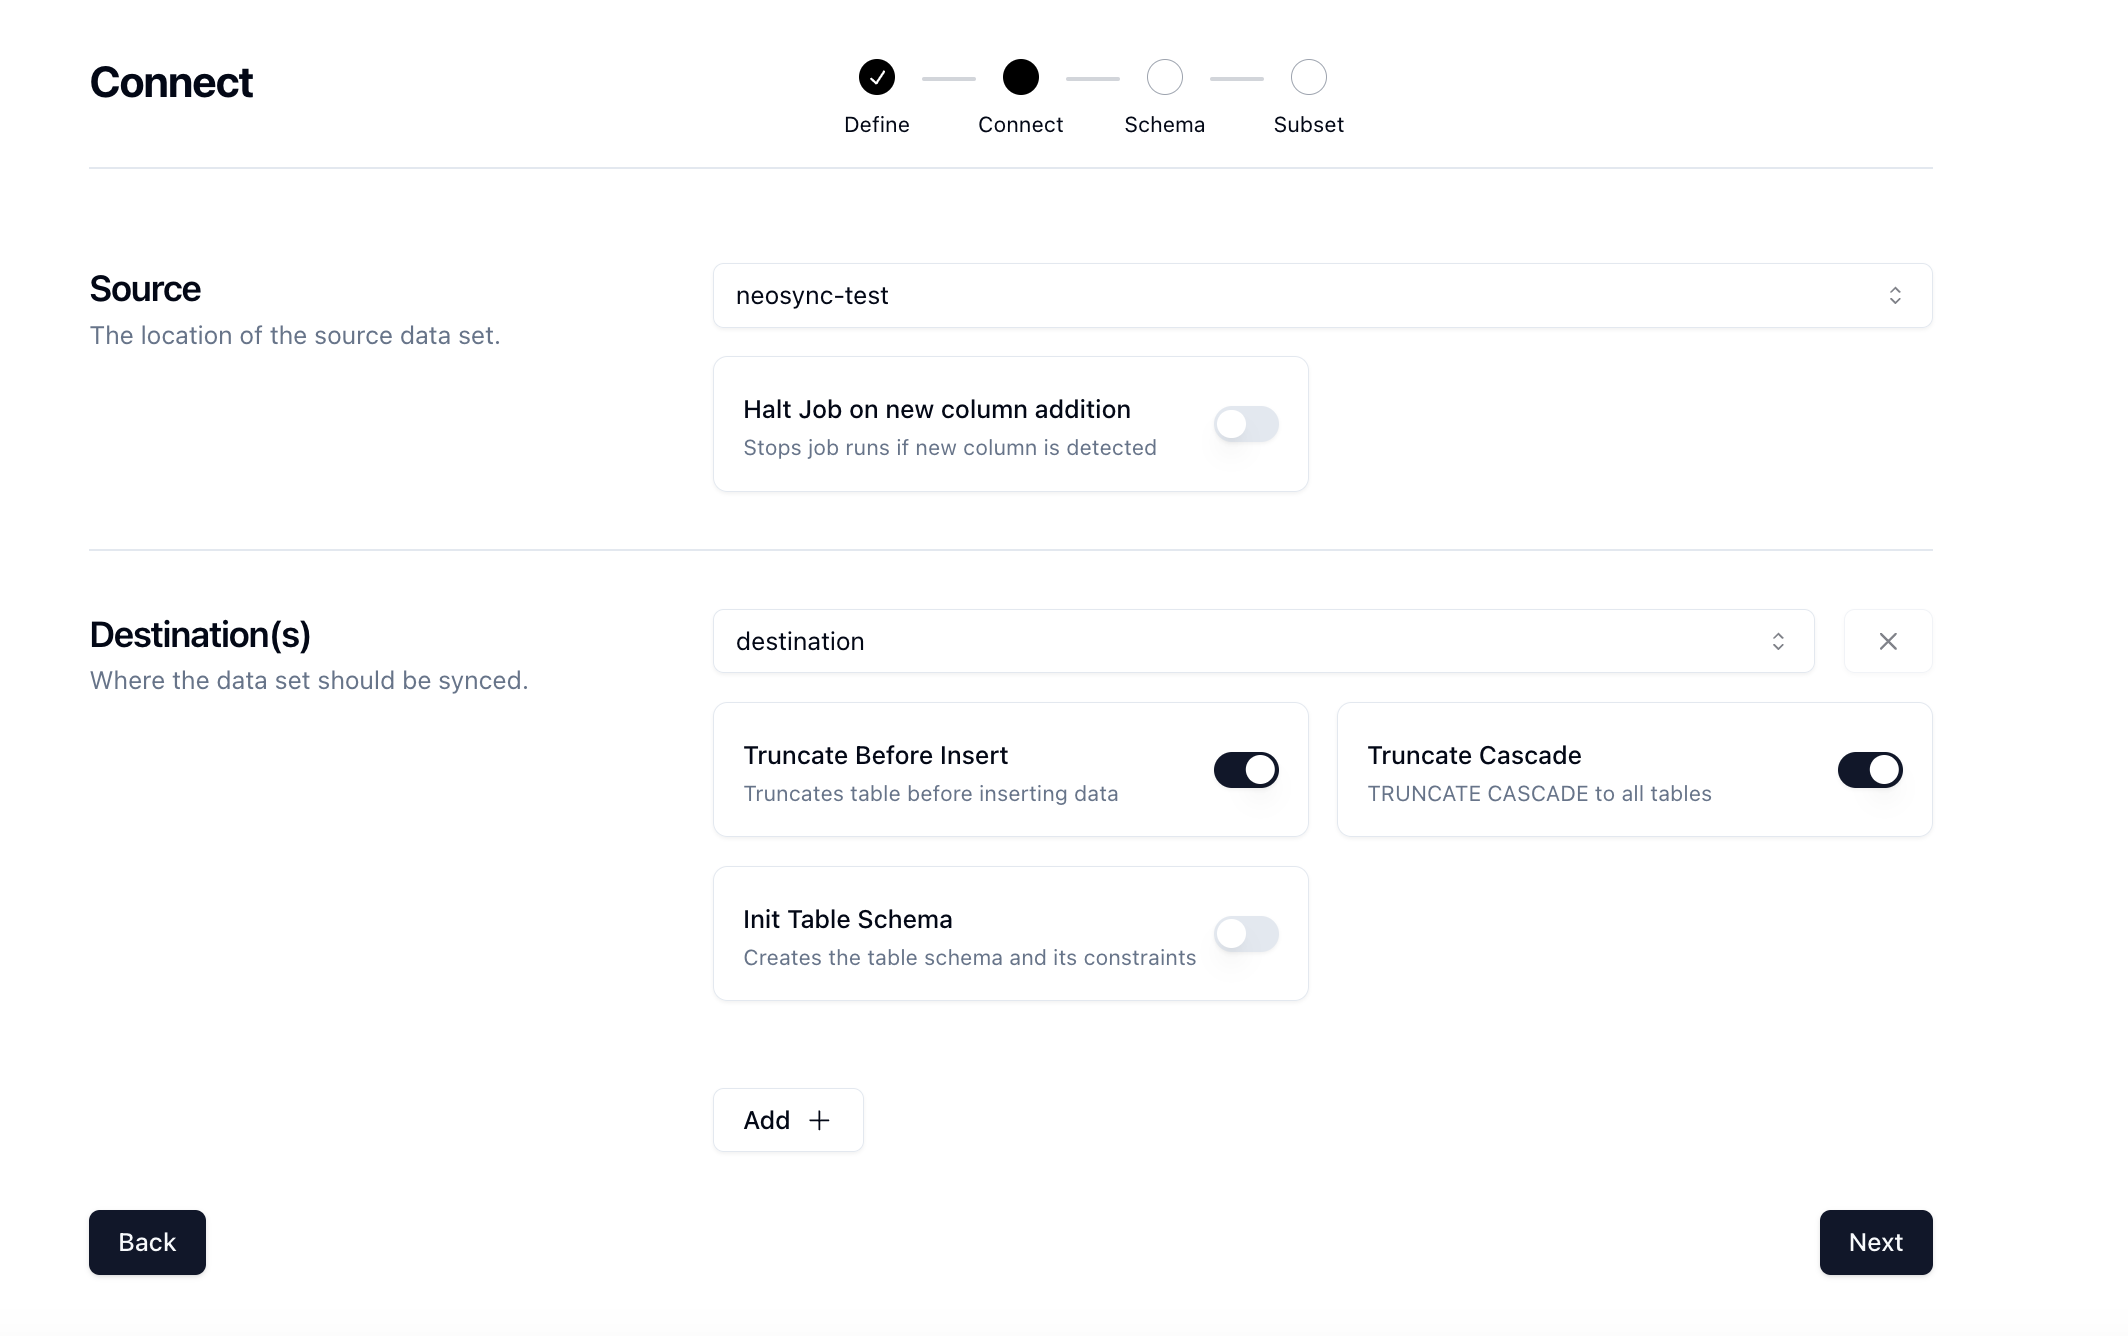 Connect
Define
Connect
Schema
Subset
Source
The location of the source data set.
neosync-test
Halt Job on new column addition
Stops job runs if new column is detected
Destination(s)
Where the data set should be synced.
destination
Truncate Before Insert
Truncates table before inserting data
Truncate Cascade
TRUNCATE CASCADE to all tables
Init Table Schema
Creates the table schema and its constraints
Add
Back
Next